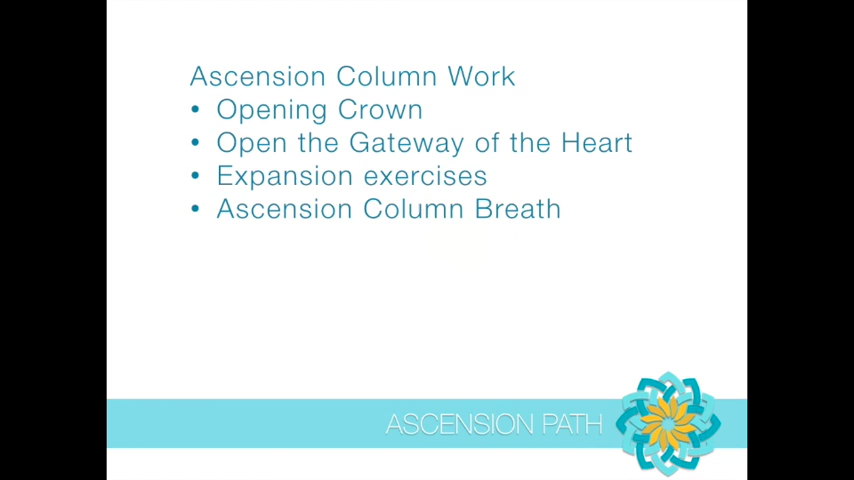 Ascension Column Work
• Opening Crown
• Open the Gateway of the Heart
• Expansion exercises
• Ascension Column Breath
ASCENSION PATH